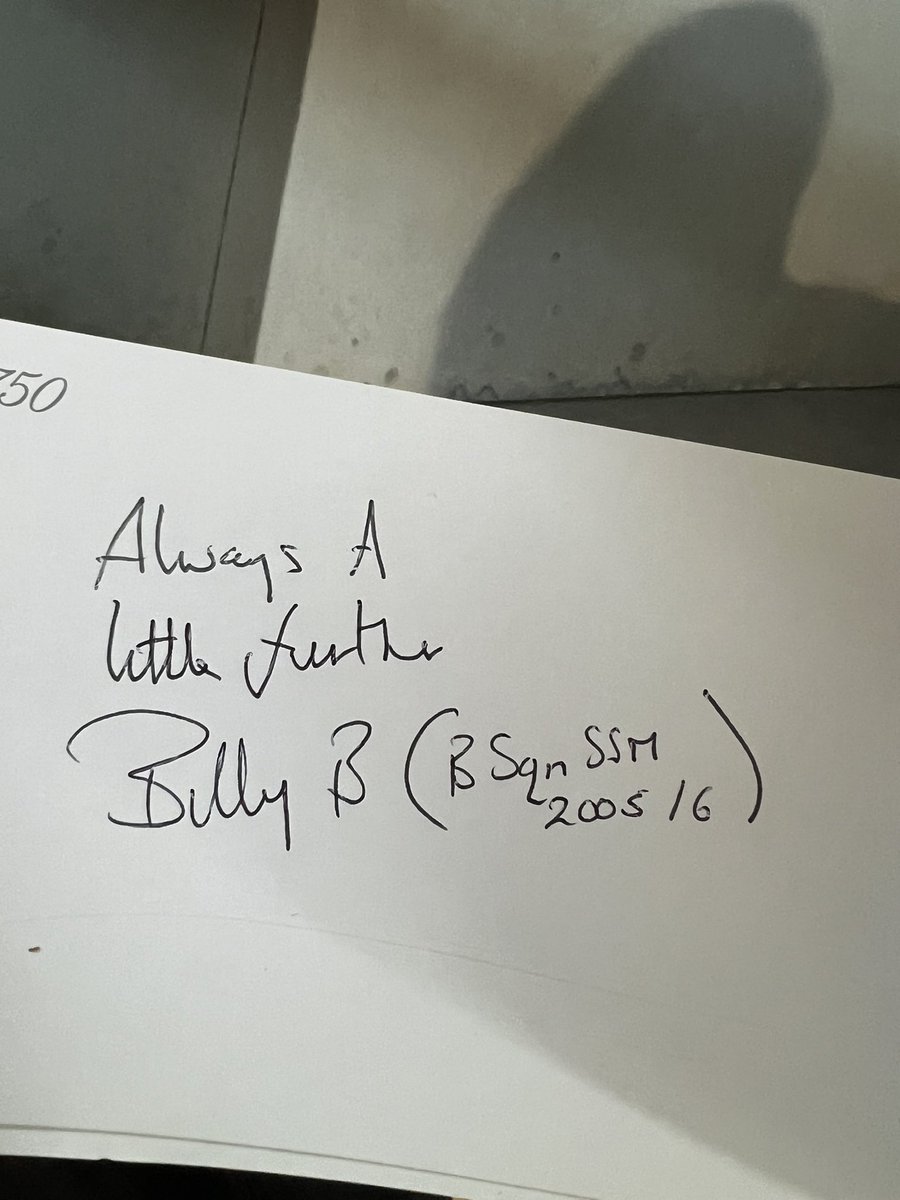 750
Always A
little further
Billy B (B Sqn SSM
2005/6)